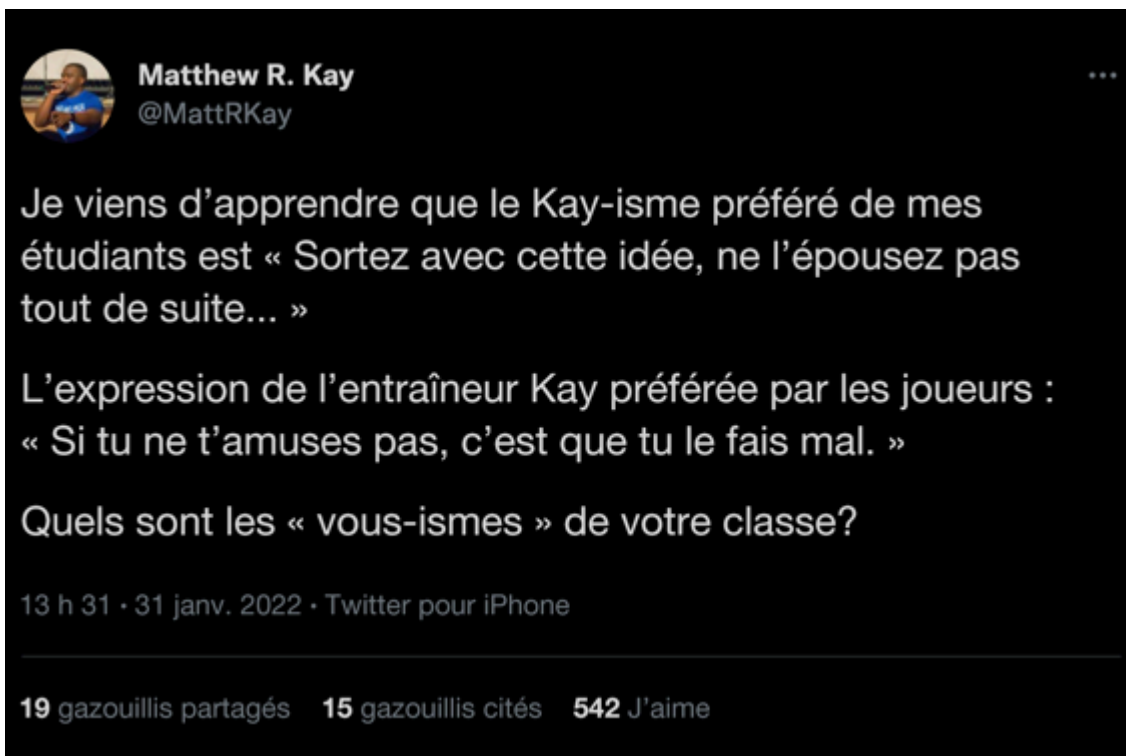 Matthew R. Kay
@MattRKay
Je viens d’apprendre que le Kay-isme préféré de mes
étudiants est « Sortez avec cette idée, ne l’épousez pas
tout de suite... »
L’expression de l’entraîneur Kay préférée par les joueurs :
« Si tu ne t’amuses pas, c’est que tu le fais mal. »
Quels sont les « vous-ismes » de votre classe?
13 h 31 · 31 janv. 2022 · Twitter pour iPhone
19 gazouillis partagés 15 gazouillis cités 542 J’aime